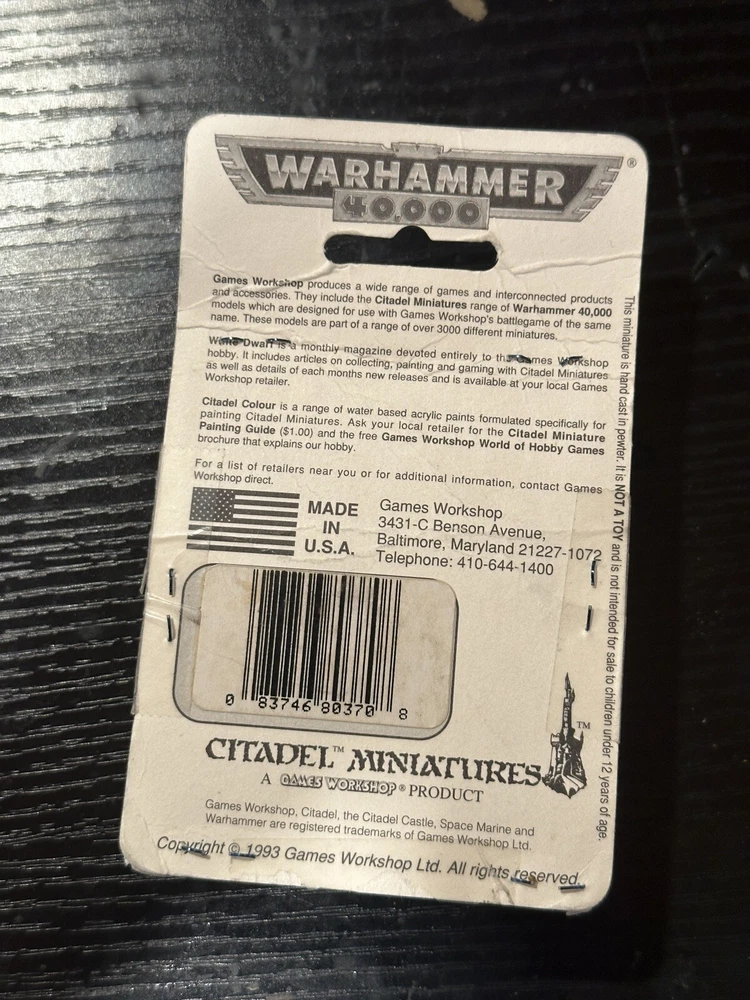 WARHAMMER ®
40,000
Games Workshop produces a wide range of games and interconnected products
and accessories. They include the Citadel Miniatures range of Warhammer 40,000
models which are designed for use with Games Workshop's battlegame of the same
name. These models are part of a range of over 3000 different miniatures.
White Dwarf is a monthly magazine devoted entirely to the Games Workshop
hobby. It includes articles on collecting, painting and gaming with Citadel Miniatures
as well as details of each months new releases and is available at your local Games
Workshop retailer.
Citadel Colour is a range of water based acrylic paints formulated specifically for
painting Citadel Miniatures. Ask your local retailer for the Citadel Miniature
Painting Guide ($1.00) and the free Games Workshop World of Hobby Games
brochure that explains our hobby.
For a list of retailers near you or for additional information, contact Games
Workshop direct.
MADE
IN
U.S.A.
Games Workshop
3431-C Benson Avenue,
Baltimore, Maryland 21227-1072
Telephone: 410-644-1400
This miniature is hand cast in pewter. It is NOT A TOY and is not intended for sale to children under 12 years of age.
0 83746 80370 8
CITADEL™ MINIATURES ™
A GAMES WORKSHOP® PRODUCT
Games Workshop, Citadel, the Citadel Castle, Space Marine and
Warhammer are registered trademarks of Games Workshop Ltd.
Copyright © 1993 Games Workshop Ltd. All rights reserved.